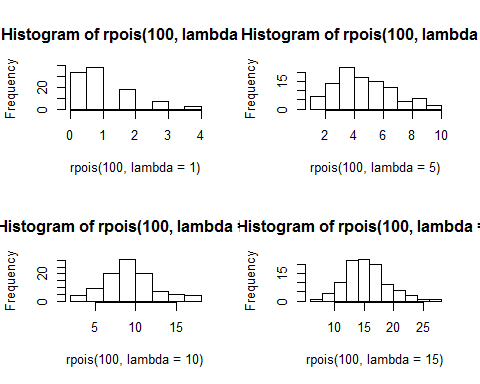 Histogram of rpois(100, lambda
Frequency
0 20
0 1 2 3 4
rpois(100, lambda = 1)
Histogram of rpois(100, lambda
Frequency
0 15
2 4 6 8 10
rpois(100, lambda = 5)
Histogram of rpois(100, lambda
Frequency
0 20
5 10 15
rpois(100, lambda = 10)
Histogram of rpois(100, lambda =
Frequency
0 15
10 15 20 25
rpois(100, lambda = 15)